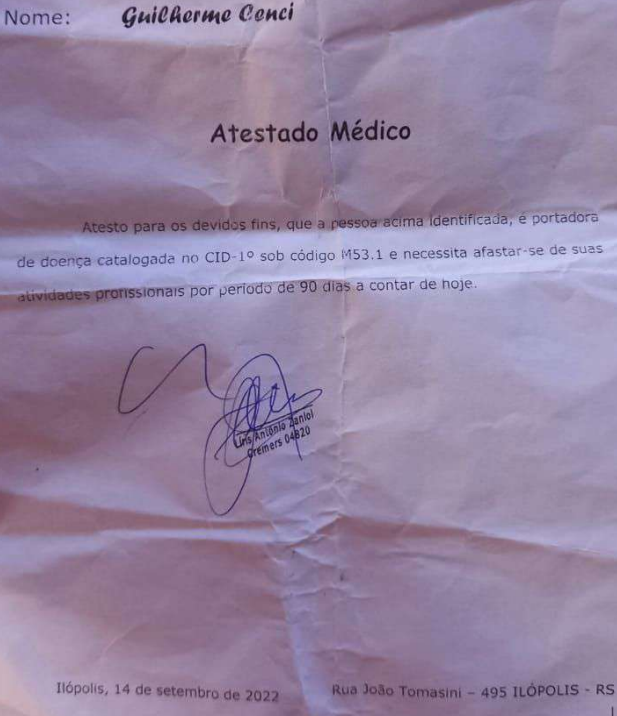 Nome: Guilherme Cenci
Atestado Médico
Atesto para os devidos fins, que a pessoa acima identificada, é portadora
de doença catalogada no CID-1º sob código M53.1 e necessita afastar-se de suas
atividades profissionais por período de 90 dias a contar de hoje.
Antônio Zaniol
Cremers 04820
Ilópolis, 14 de setembro de 2022 Rua João Tomasini – 495 ILÓPOLIS - RS